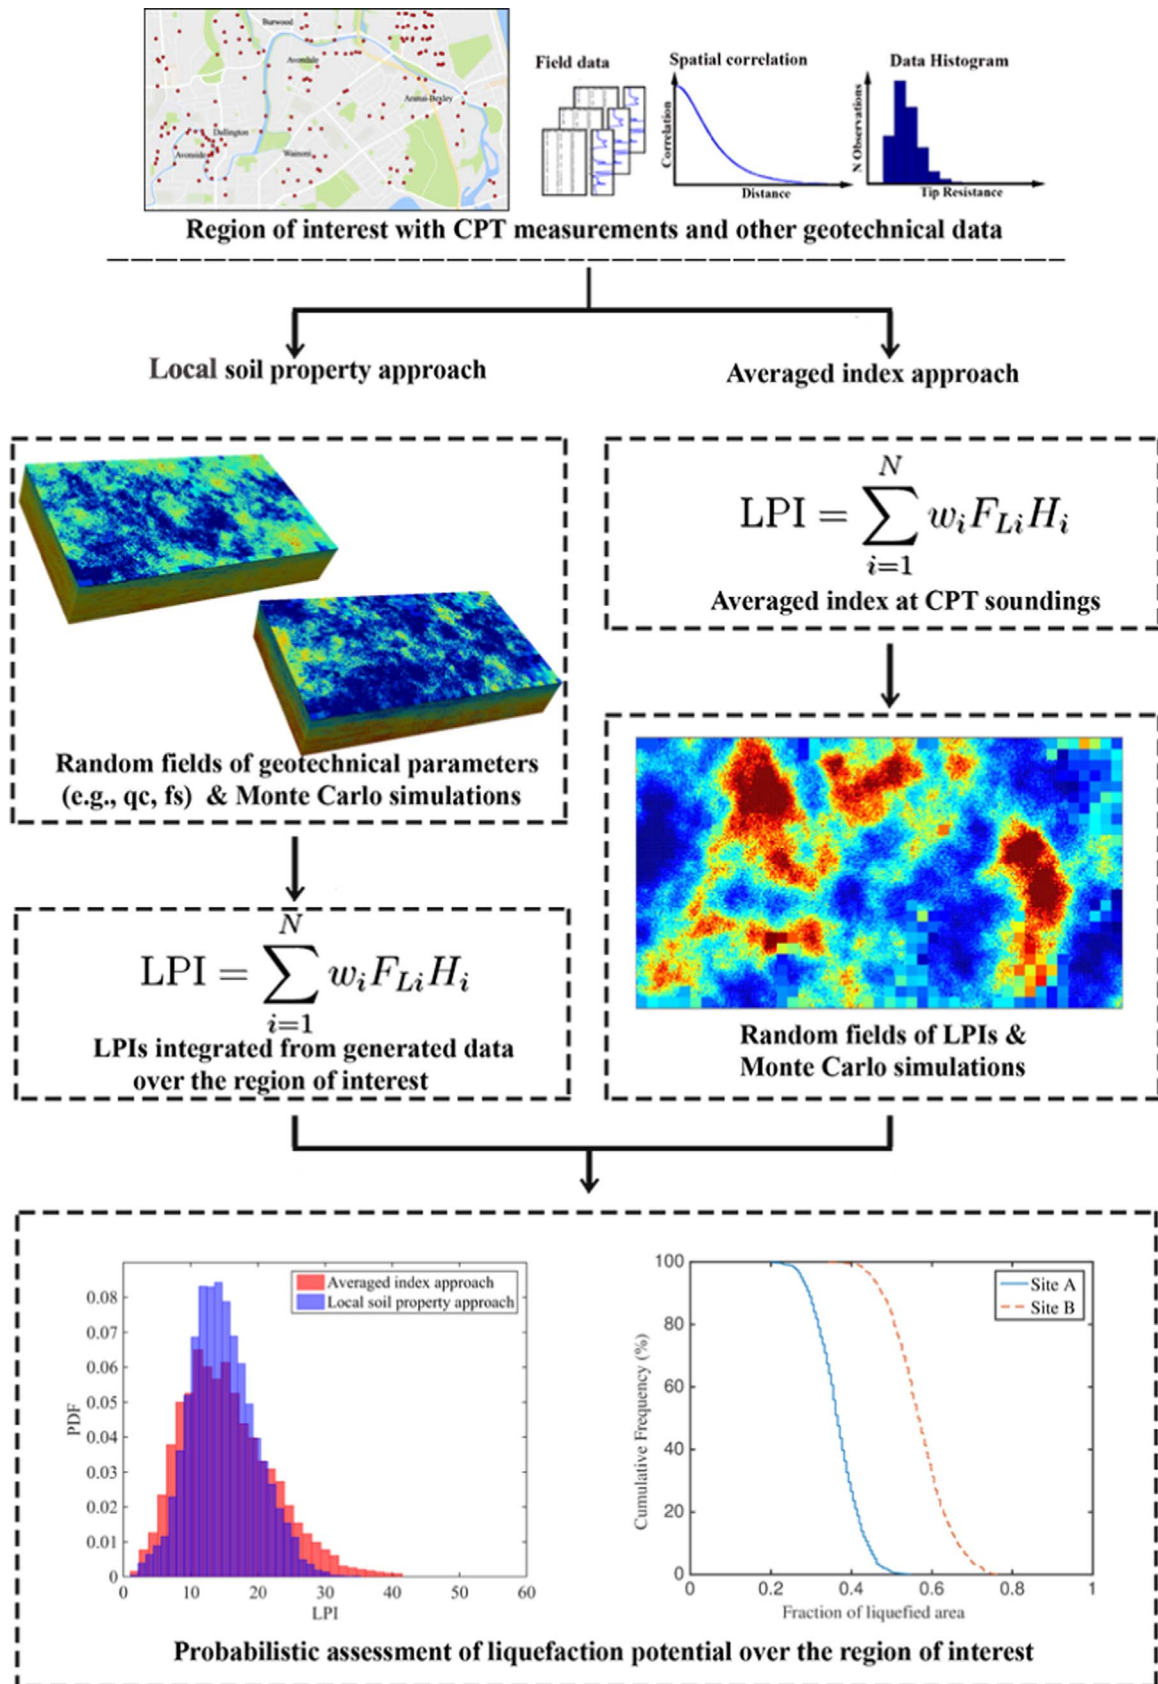 Burwood
Avondale
Aranui-Bexley
Dallington
Avonside
Wainoni
Field data
Spatial correlation
Correlation
Distance
Data Histogram
N Observations
Tip Resistance
Region of interest with CPT measurements and other geotechnical data
Local soil property approach
Averaged index approach
Random fields of geotechnical parameters
(e.g., qc, fs) & Monte Carlo simulations
LPI = ∑_{i=1}^{N} w_i F_{Li} H_i
Averaged index at CPT soundings
LPI = ∑_{i=1}^{N} w_i F_{Li} H_i
LPIs integrated from generated data
over the region of interest
Random fields of LPIs &
Monte Carlo simulations
Averaged index approach
Local soil property approach
PDF
0.08
0.07
0.06
0.05
0.04
0.03
0.02
0.01
0
0 10 20 30 40 50 60
LPI
Site A
Site B
Cumulative Frequency (%)
100
80
60
40
20
0
0 0.2 0.4 0.6 0.8 1
Fraction of liquefied area
Probabilistic assessment of liquefaction potential over the region of interest